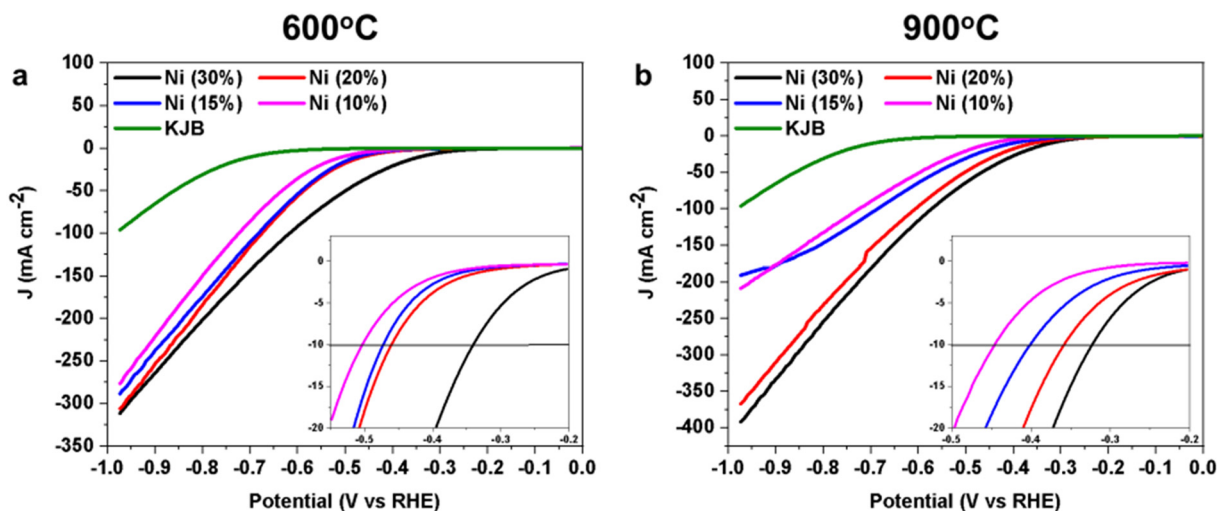 600°C
a
Ni (30%) Ni (20%)
Ni (15%) Ni (10%)
KJB
100
50
0
-50
-100
-150
-200
-250
-300
-350
J (mA cm-2)
0
-5
-10
-15
-20
-0.5 -0.4 -0.3 -0.2
-1.0 -0.9 -0.8 -0.7 -0.6 -0.5 -0.4 -0.3 -0.2 -0.1 0.0
Potential (V vs RHE)
900°C
b
Ni (30%) Ni (20%)
Ni (15%) Ni (10%)
KJB
100
50
0
-50
-100
-150
-200
-250
-300
-350
-400
J (mA cm-2)
0
-5
-10
-15
-20
-0.5 -0.4 -0.3 -0.2
-1.0 -0.9 -0.8 -0.7 -0.6 -0.5 -0.4 -0.3 -0.2 -0.1 0.0
Potential (V vs RHE)